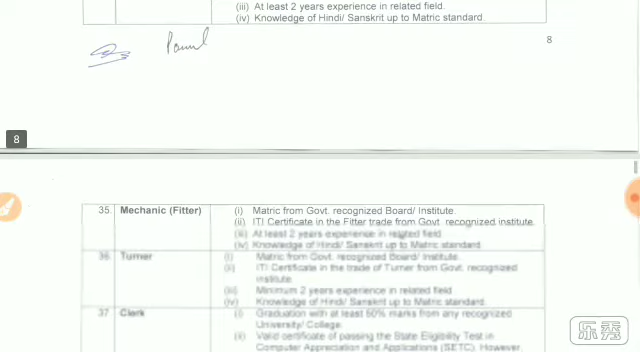 (iii) At least 2 years experience in related field.
(iv) Knowledge of Hindi/ Sanskrit up to Matric standard.
8
8
35. Mechanic (Fitter)
(i) Matric from Govt. recognized Board/ Institute.
(ii) ITI Certificate in the Fitter trade from Govt. recognized institute.
(iii) At least 2 years experience in related field
(iv) Knowledge of Hindi/ Sanskrit up to Matric standard.
36. Turner
(i) Matric from Govt. recognized Board/ Institute.
(ii) ITI Certificate in the trade of Turner from Govt. recognized
institute.
(iii) Minimum 2 years experience in related field
(iv) Knowledge of Hindi/ Sanskrit up to Matric standard.
37. Clerk
(i) Graduation with at least 50% marks from any recognized
University/ College.
(ii) Valid certificate of passing the State Eligibility Test in
Computer Appreciation and Applications (SETC). However,
乐秀